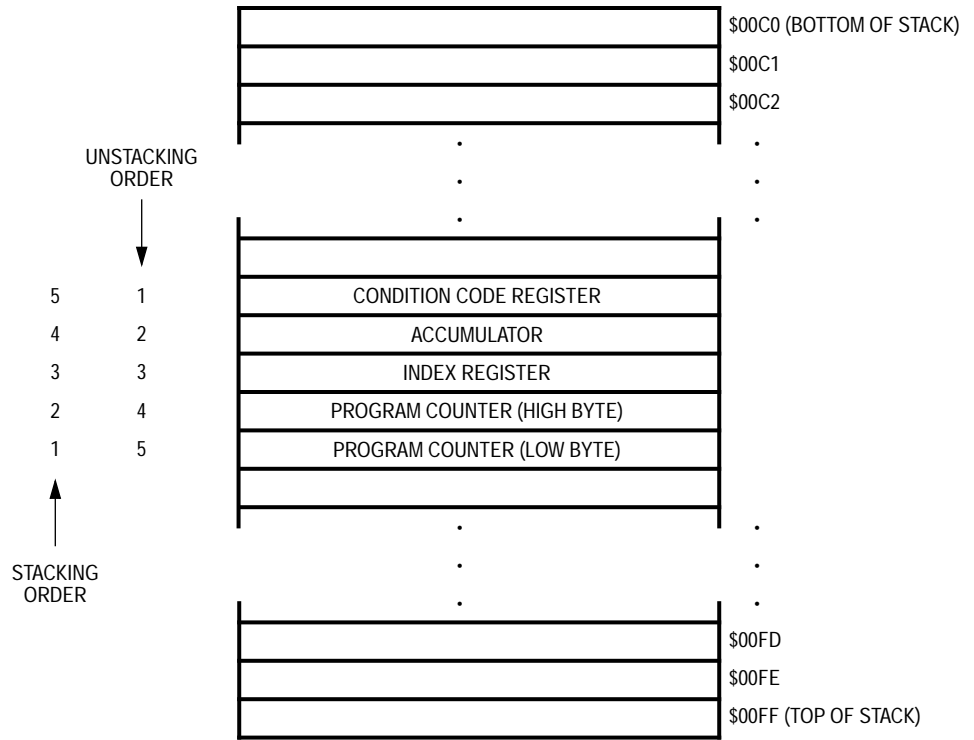 $00C0 (BOTTOM OF STACK)
$00C1
$00C2
UNSTACKING
ORDER
5 1 CONDITION CODE REGISTER
4 2 ACCUMULATOR
3 3 INDEX REGISTER
2 4 PROGRAM COUNTER (HIGH BYTE)
1 5 PROGRAM COUNTER (LOW BYTE)
STACKING
ORDER
$00FD
$00FE
$00FF (TOP OF STACK)